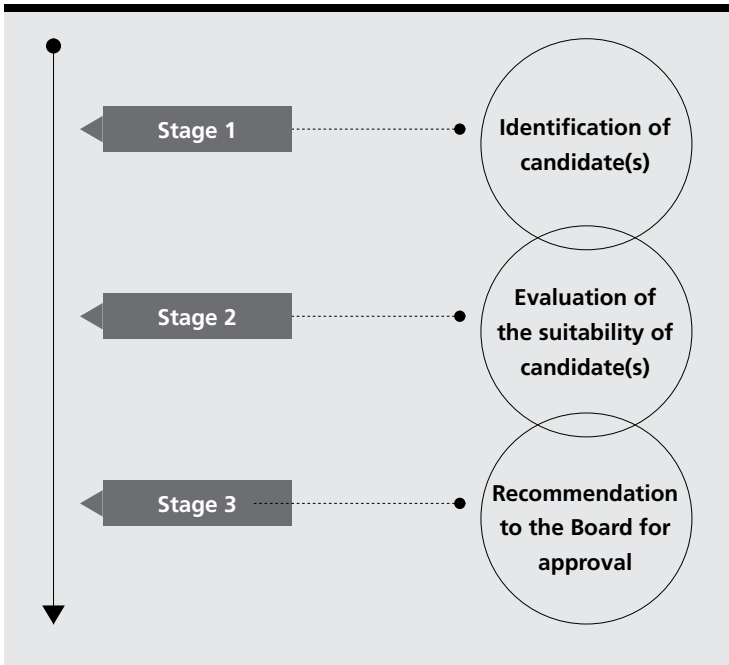 Stage 1
Identification of
candidate(s)
Stage 2
Evaluation of
the suitability of
candidate(s)
Stage 3
Recommendation
to the Board for
approval